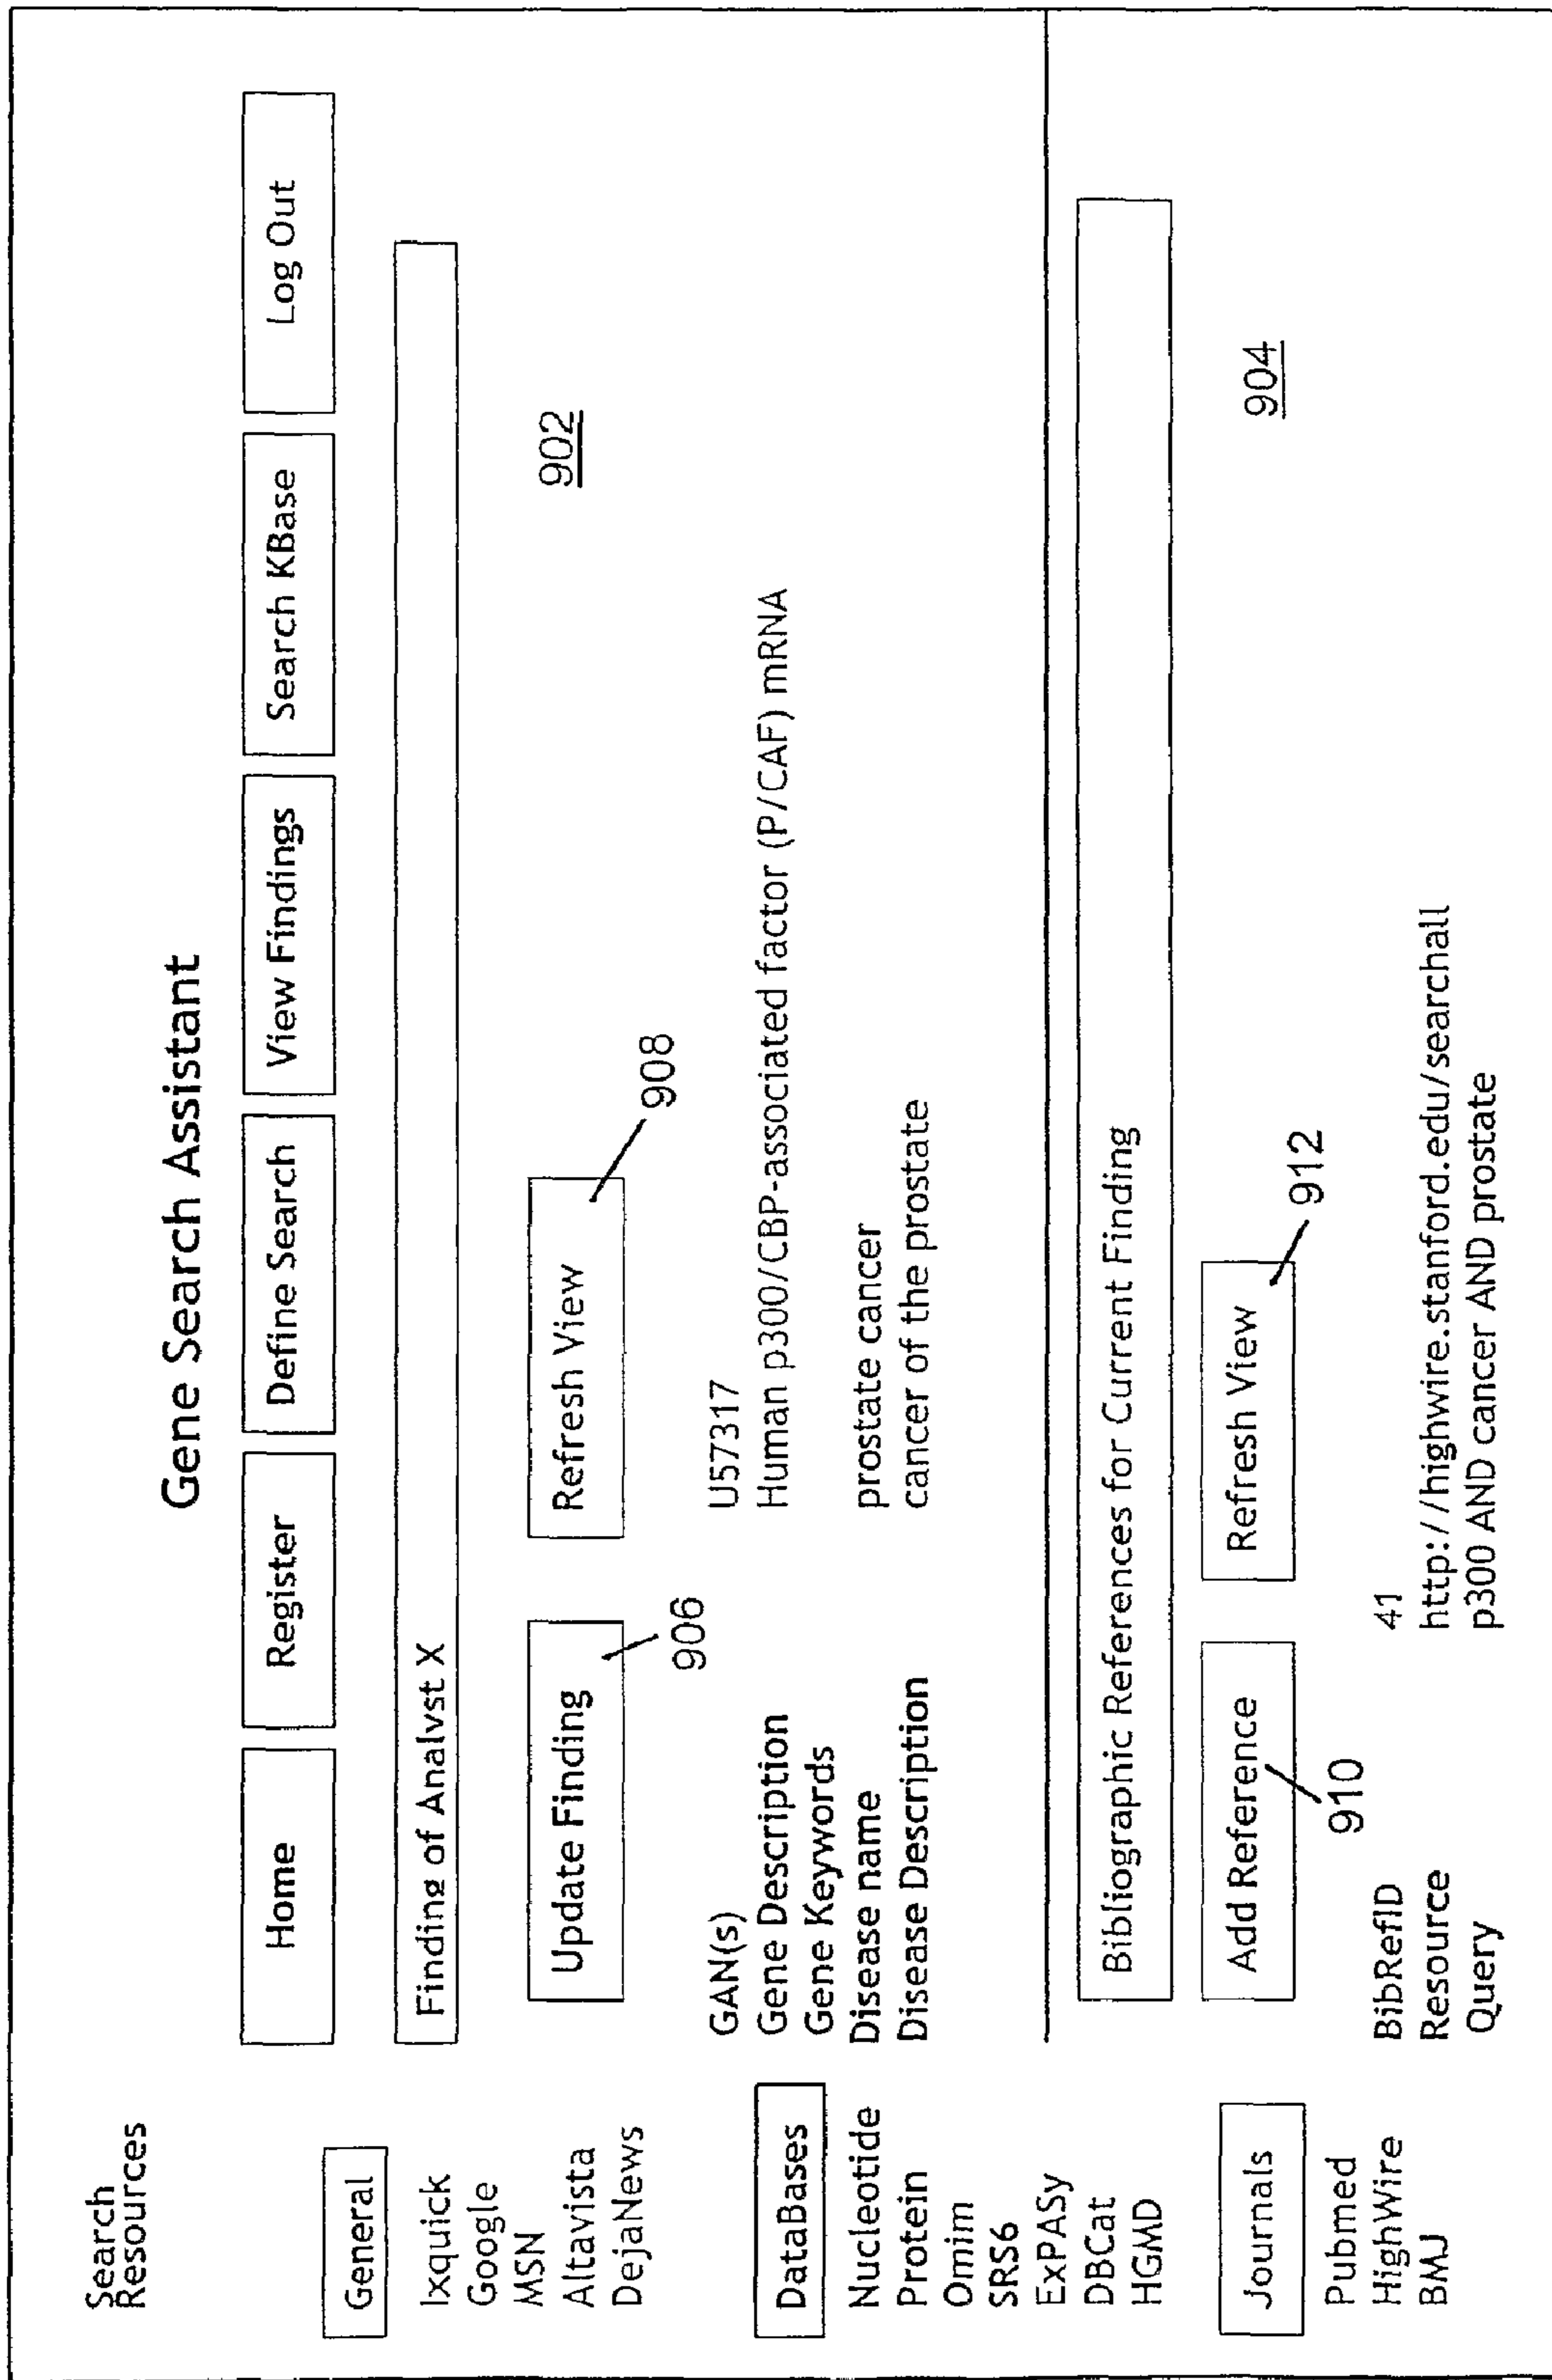 Gene Search Assistant
Search
Resources
Home
Register
Define Search
View Findings
Search KBase
Log Out
General
Ixquick
Google
MSN
Altavista
DejaNews
DataBases
Nucleotide
Protein
Omim
SRS6
ExPASy
DBCat
HGMD
Journals
Pubmed
HighWire
BMJ
Finding of Analyst X
Update Finding
906
Refresh View
908
902
GAN(s) U57317
Gene Description Human p300/CBP-associated factor (P/CAF) mRNA
Gene Keywords
Disease name prostate cancer
Disease Description cancer of the prostate
Bibliographic References for Current Finding
Add Reference
910
Refresh View
912
904
BibRefID 41
Resource http://highwire.stanford.edu/searchall
Query p300 AND cancer AND prostate